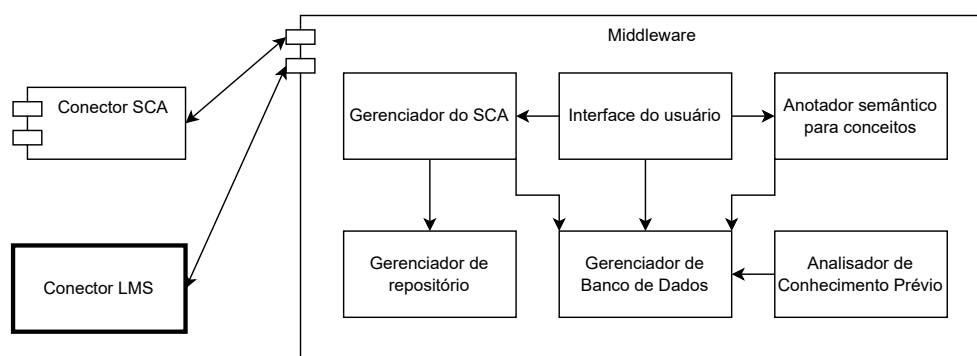 Middleware
Conector SCA
Gerenciador do SCA
Interface do usuário
Anotador semântico
para conceitos
Conector LMS
Gerenciador de
repositório
Gerenciador de
Banco de Dados
Analisador de
Conhecimento Prévio